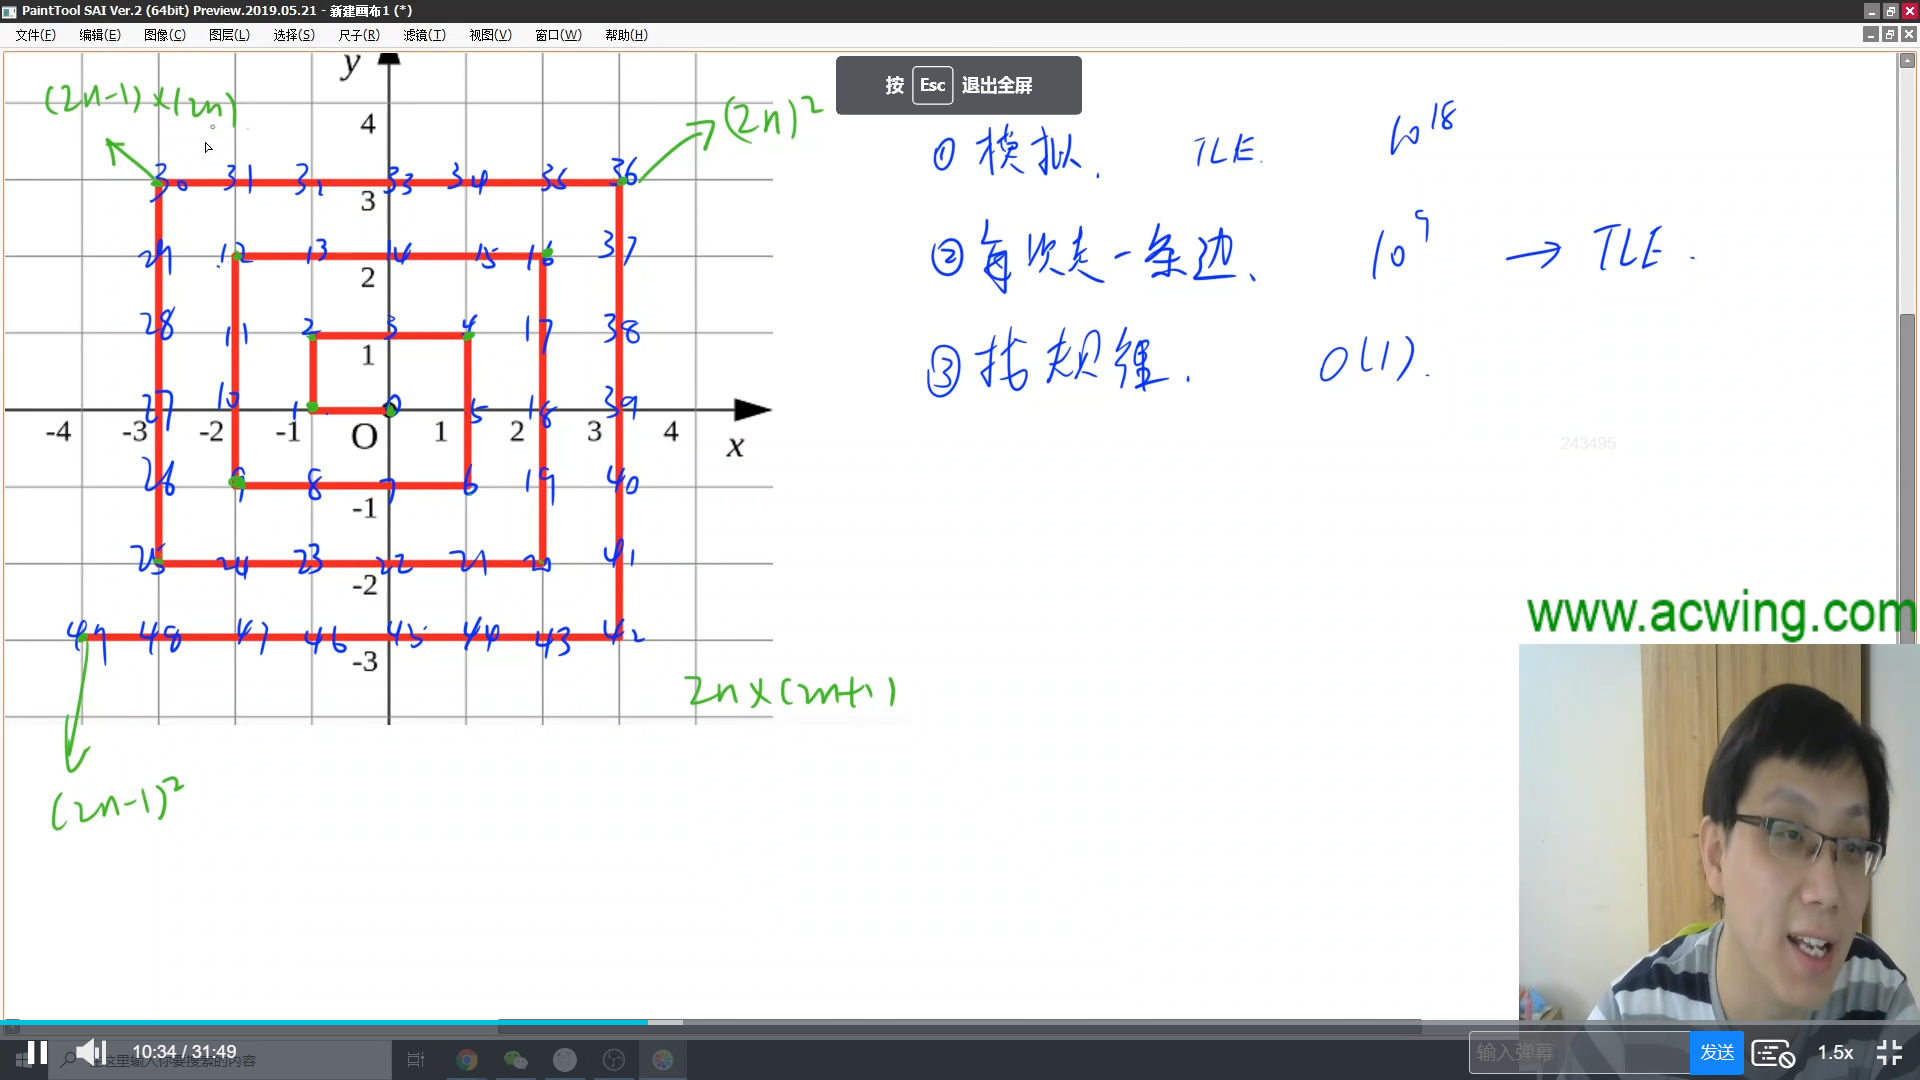 PaintTool SAI Ver.2 (64bit) Preview.2019.05.21 - 新建画布1 (*)
文件(F) 编辑(E) 图像(C) 图层(L) 选择(S) 尺子(R) 滤镜(T) 视图(V) 窗口(W) 帮助(H)
按 Esc 退出全屏
y
(2n-1)×(2n)
(2n)²
4
30 31 32 33 34 35 36
3
29 12 13 14 15 16 37
2
28 11 2 3 4 17 38
1
27 10 1 0 5 18 39
-4 -3 -2 -1 O 1 2 3 4 x
26 9 8 7 6 19 40
-1
25 24 23 22 21 20 41
-2
49 48 47 46 45 44 43 42
-3
2n×(2n+1)
(2n-1)²
① 模拟. TLE. 10^18
② 每次走一条边、 10^9 → TLE.
③ 找规律. O(1).
243495
www.acwing.com
10:34 / 31:49
在这里输入你要搜索的内容
输入弹幕 发送 1.5x